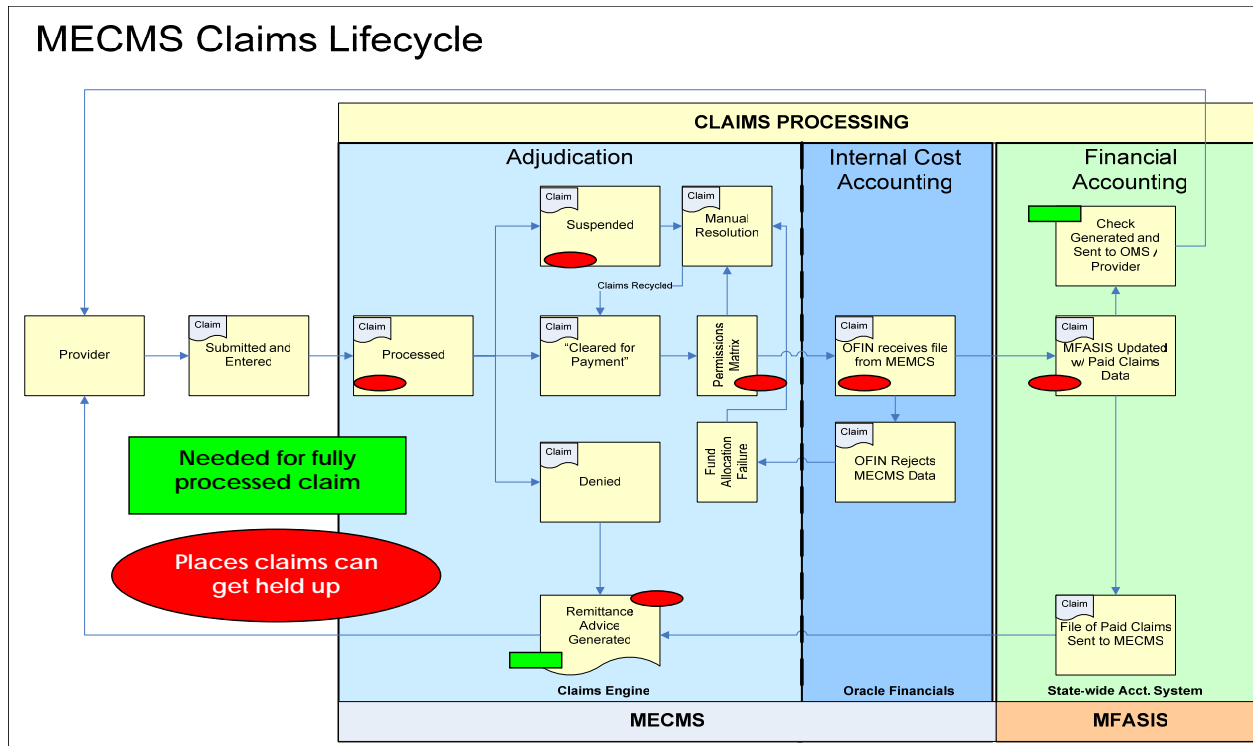 MECMS Claims Lifecycle
CLAIMS PROCESSING
Adjudication
Internal Cost
Accounting
Financial
Accounting
Claim
Suspended
Claim
Manual
Resolution
Claim
Check
Generated and
Sent to OMS /
Provider
Claims Recycled
Provider
Claim
Submitted and
Entered
Claim
Processed
Claim
“Cleared for
Payment”
Permissions
Matrix
Claim
OFIN receives file
from MEMCS
Claim
MFASIS Updated
w/ Paid Claims
Data
Needed for fully
processed claim
Claim
Denied
Fund
Allocation
Failure
Claim
OFIN Rejects
MECMS Data
Places claims can
get held up
Remittance
Advice
Generated
Claim
File of Paid Claims
Sent to MECMS
Claims Engine
Oracle Financials
State-wide Acct. System
MECMS
MFASIS